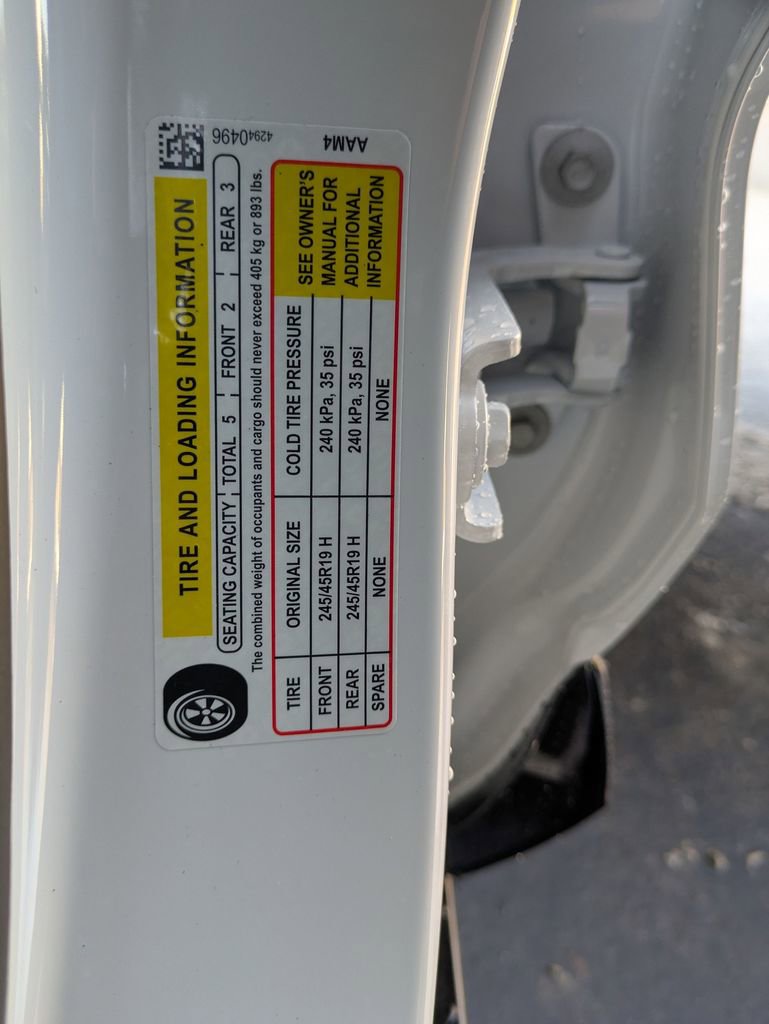 TIRE AND LOADING INFORMATION
SEATING CAPACITY TOTAL 5 FRONT 2 REAR 3
The combined weight of occupants and cargo should never exceed 405 kg or 893 lbs.
TIRE ORIGINAL SIZE COLD TIRE PRESSURE
FRONT 245/45R19 H 240 kPa, 35 psi
REAR 245/45R19 H 240 kPa, 35 psi
SPARE NONE NONE
SEE OWNER'S
MANUAL FOR
ADDITIONAL
INFORMATION
42940496
AAM4